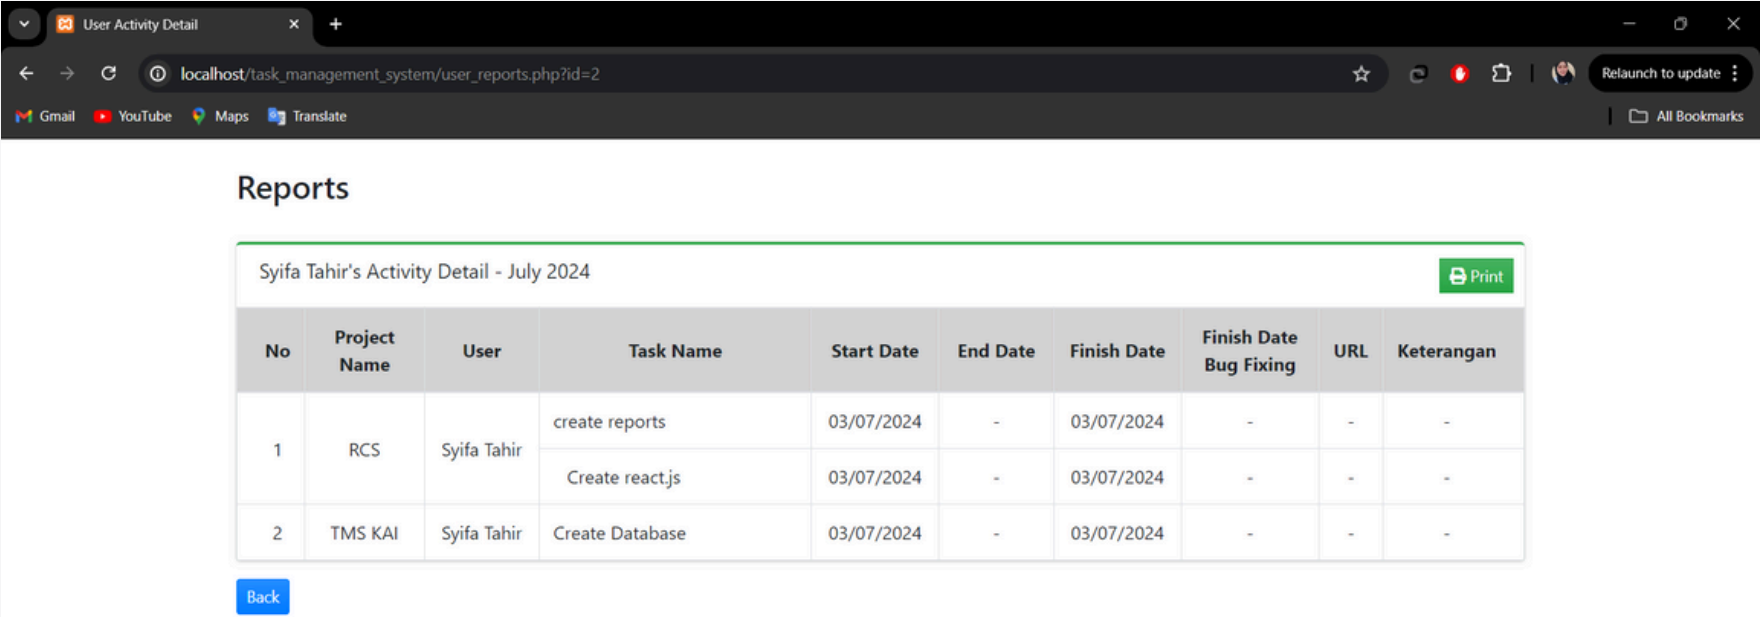 User Activity Detail
localhost/task_management_system/user_reports.php?id=2
Relaunch to update
Gmail YouTube Maps Translate All Bookmarks
Reports
Syifa Tahir's Activity Detail - July 2024
Print
No Project Name User Task Name Start Date End Date Finish Date Finish Date Bug Fixing URL Keterangan
1 RCS Syifa Tahir create reports 03/07/2024 - 03/07/2024 - - -
Create react.js 03/07/2024 - 03/07/2024 - - -
2 TMS KAI Syifa Tahir Create Database 03/07/2024 - 03/07/2024 - - -
Back